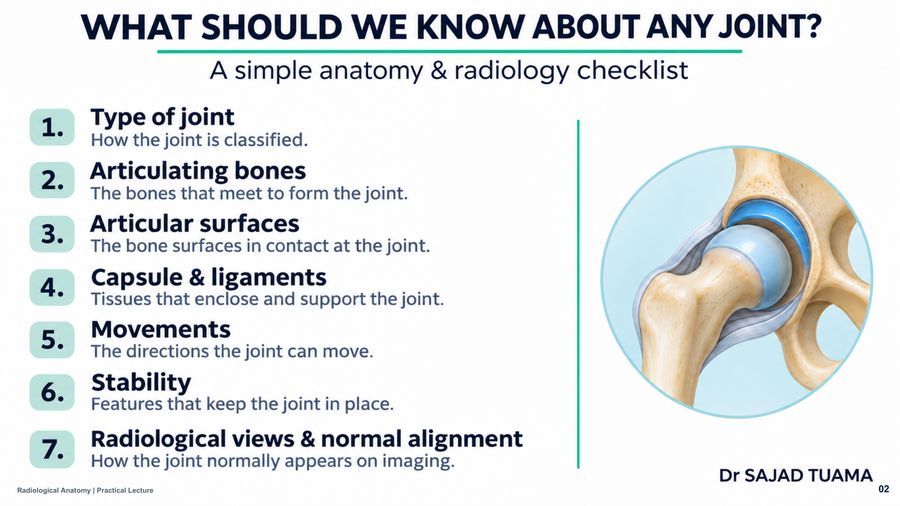 WHAT SHOULD WE KNOW ABOUT ANY JOINT?
A simple anatomy & radiology checklist
1. Type of joint
How the joint is classified.
2. Articulating bones
The bones that meet to form the joint.
3. Articular surfaces
The bone surfaces in contact at the joint.
4. Capsule & ligaments
Tissues that enclose and support the joint.
5. Movements
The directions the joint can move.
6. Stability
Features that keep the joint in place.
7. Radiological views & normal alignment
How the joint normally appears on imaging.
Dr SAJAD TUAMA
Radiological Anatomy | Practical Lecture
02